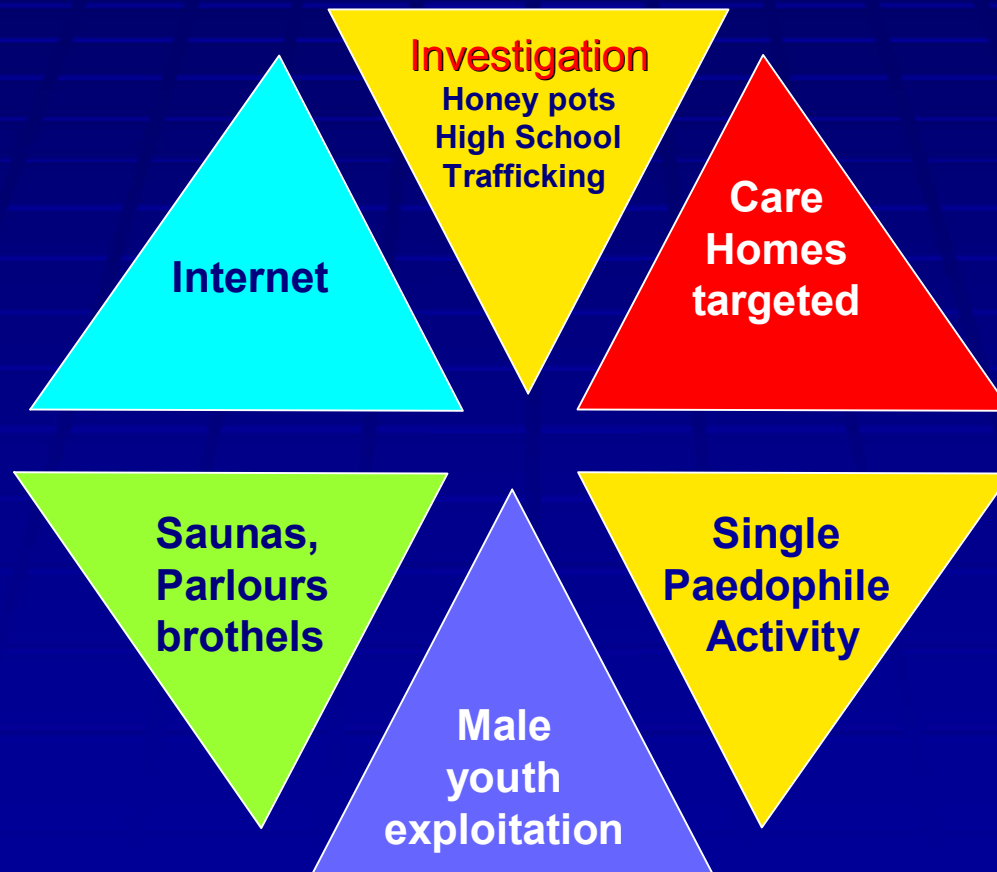 Investigation
Honey pots
High School
Trafficking
Internet
Care
Homes
targeted
Saunas,
Parlours
brothels
Male
youth
exploitation
Single
Paedophile
Activity